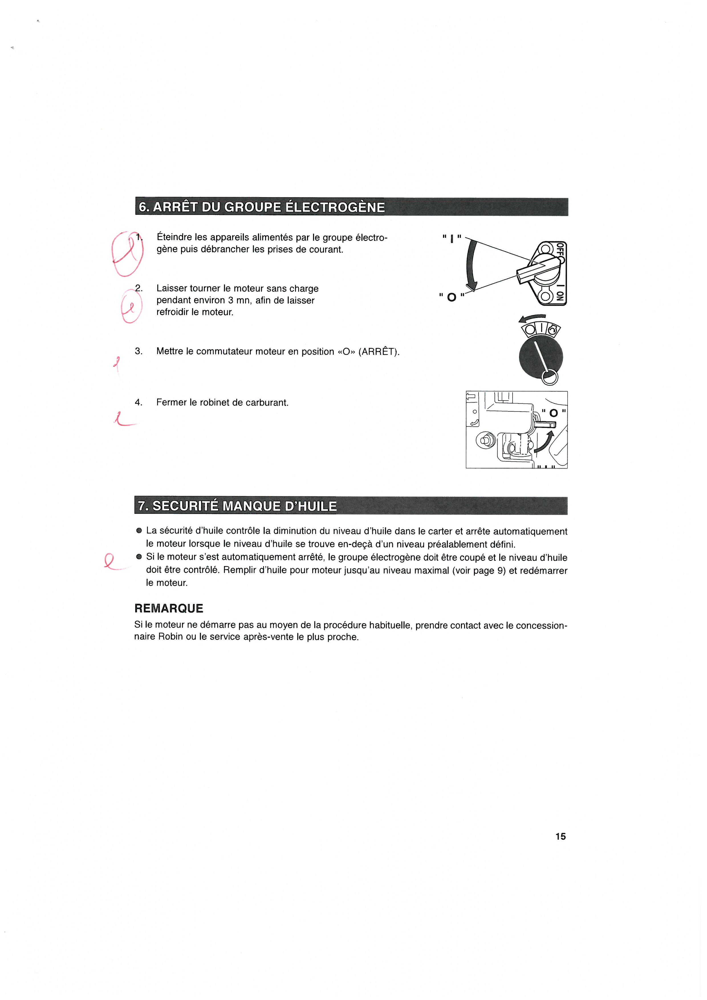 6. ARRÊT DU GROUPE ÉLECTROGÈNE
1. Éteindre les appareils alimentés par le groupe électro-
gène puis débrancher les prises de courant.
" I "
" O "
OFF
I ON
2. Laisser tourner le moteur sans charge
pendant environ 3 mn, afin de laisser
refroidir le moteur.
3. Mettre le commutateur moteur en position «O» (ARRÊT).
4. Fermer le robinet de carburant.
" O "
" I "
7. SECURITÉ MANQUE D'HUILE
● La sécurité d'huile contrôle la diminution du niveau d'huile dans le carter et arrête automatiquement
le moteur lorsque le niveau d'huile se trouve en-deçà d'un niveau préalablement défini.
● Si le moteur s'est automatiquement arrêté, le groupe électrogène doit être coupé et le niveau d'huile
doit être contrôlé. Remplir d'huile pour moteur jusqu'au niveau maximal (voir page 9) et redémarrer
le moteur.
REMARQUE
Si le moteur ne démarre pas au moyen de la procédure habituelle, prendre contact avec le concession-
naire Robin ou le service après-vente le plus proche.
15